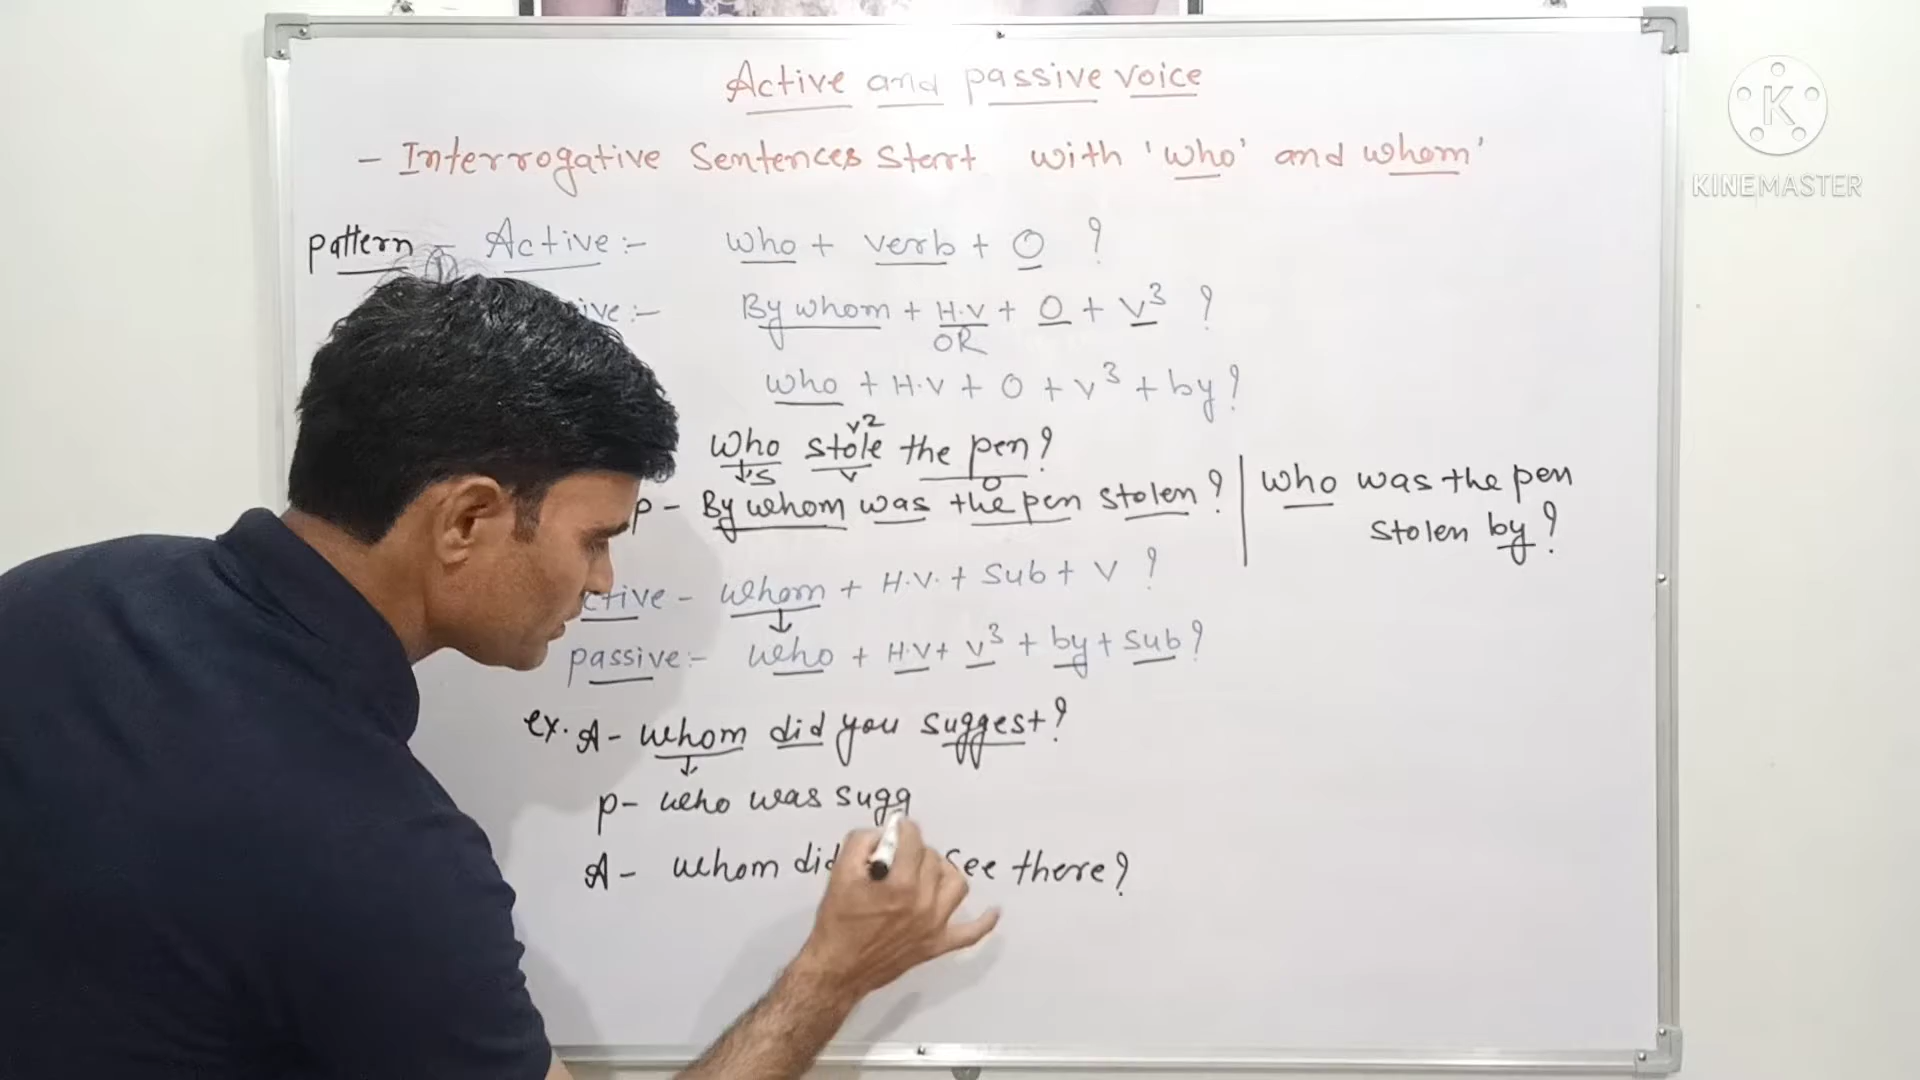 Active and passive voice
- Interrogative Sentences start with 'who' and whom'
pattern - Active:- who + verb + O ?
ive:- By whom + H.V + O + v3 ?
OR
who + H.V + O + v3 + by?
v2
Who stole the pen?
S V O
p - By whom was the pen stolen? | who was the pen
stolen by?
ctive - whom + H.V. + Sub + V ?
passive:- who + H.V + v3 + by + sub?
ex. A - whom did you suggest?
p- who was sugg
A - whom did see there?
K
KINEMASTER